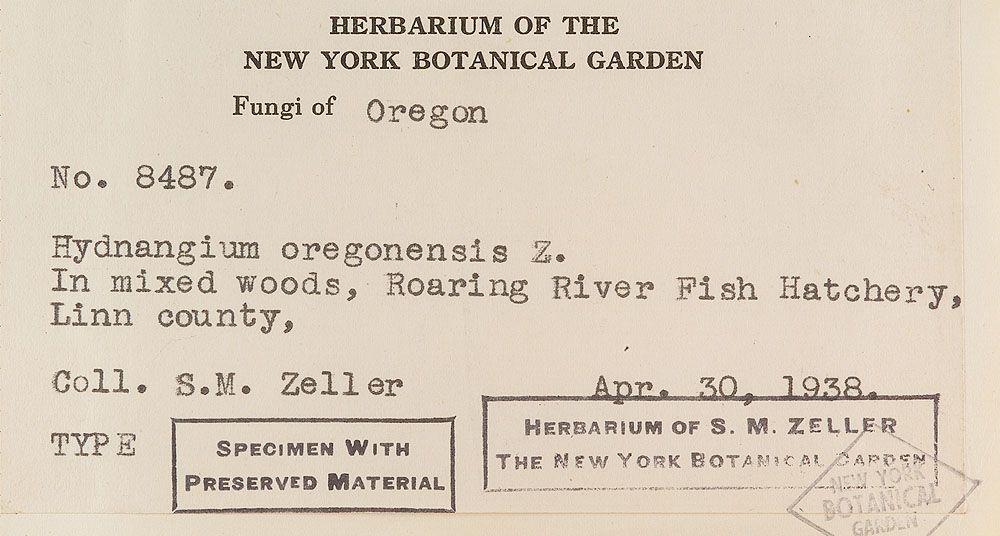 HERBARIUM OF THE
NEW YORK BOTANICAL GARDEN
Fungi of Oregon
No. 8487.
Hydnangium oregonensis Z.
In mixed woods, Roaring River Fish Hatchery,
Linn county,
Coll. S.M. Zeller Apr. 30, 1938.
TYPE
SPECIMEN WITH
PRESERVED MATERIAL
HERBARIUM OF S. M. ZELLER
THE NEW YORK BOTANICAL GARDEN
NEW YORK
BOTANICAL
GARDEN